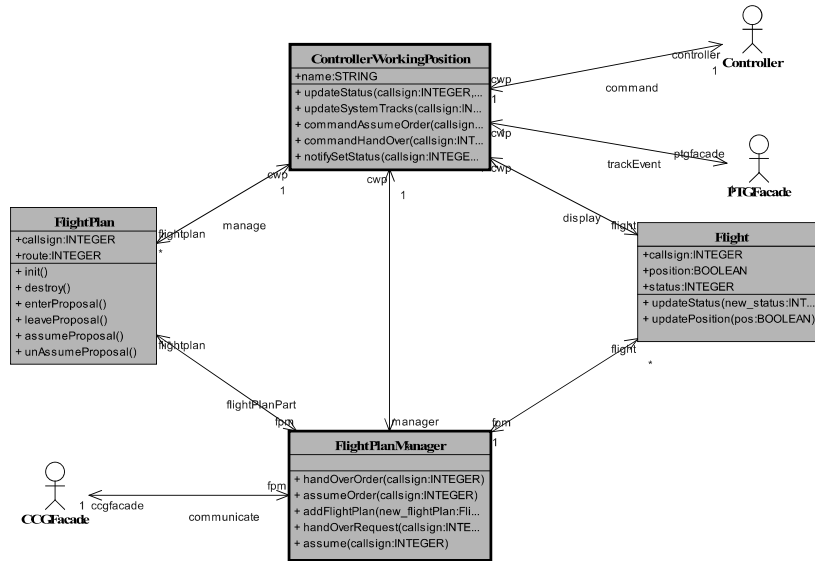 ControllerWorkingPosition
+name:STRING
+ updateStatus(callsign:INTEGER,...
+ updateSystemTracks(callsign:IN...
+ commandAssumeOrder(callsign...
+ commandHandOver(callsign:INT...
+ notifySetStatus(callsign:INTEGE...
controller
1
Controller
cwp
1
command
cwp
ptgfacade
trackEvent
PTGFacade
cwp
1
cwp
1
cwp
FlightPlan
+callsign:INTEGER
+route:INTEGER
+ init()
+ destroy()
+ enterProposal()
+ leaveProposal()
+ assumeProposal()
+ unAssumeProposal()
flightplan
*
manage
display
flight
Flight
+callsign:INTEGER
+position:BOOLEAN
+status:INTEGER
+ updateStatus(new_status:INT...
+ updatePosition(pos:BOOLEAN)
flightplan
flight
*
flightPlanPart
fpm
manager
fpm
1
FlightPlanManager
+ handOverOrder(callsign:INTEGER)
+ assumeOrder(callsign:INTEGER)
+ addFlightPlan(new_flightPlan:Fli...
+ handOverRequest(callsign:INTE...
+ assume(callsign:INTEGER)
fpm
1 ccgfacade
communicate
CCGFacade